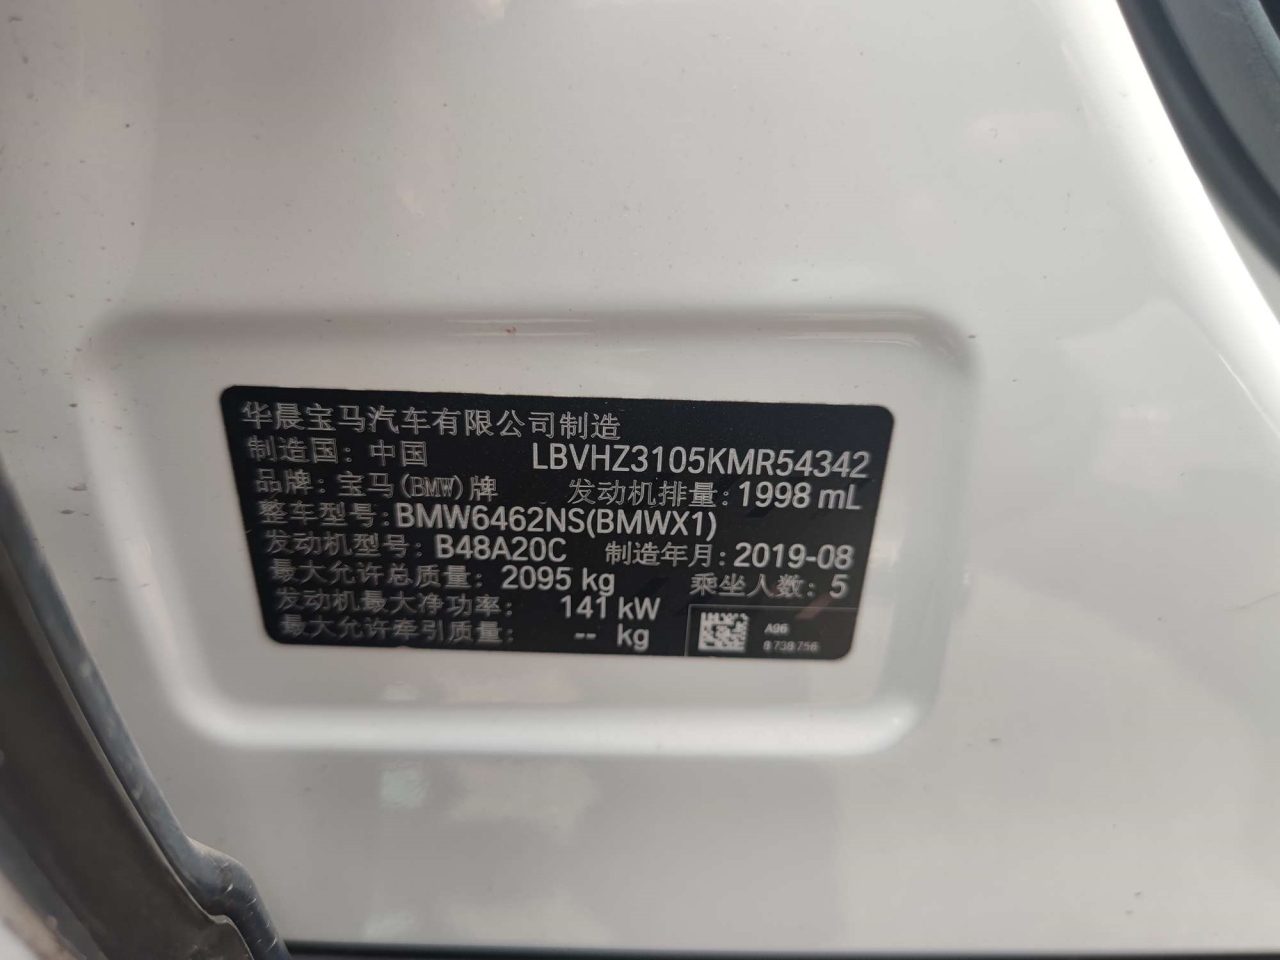 华晨宝马汽车有限公司制造
制造国：中国 LBVHZ3105KMR54342
品牌：宝马(BMW)牌 发动机排量：1998 mL
整车型号：BMW6462NS(BMWX1)
发动机型号：B48A20C 制造年月：2019-08
最大允许总质量：2095 kg 乘坐人数：5
发动机最大净功率：141 kW
最大允许牵引质量：-- kg
A96
8 738 756